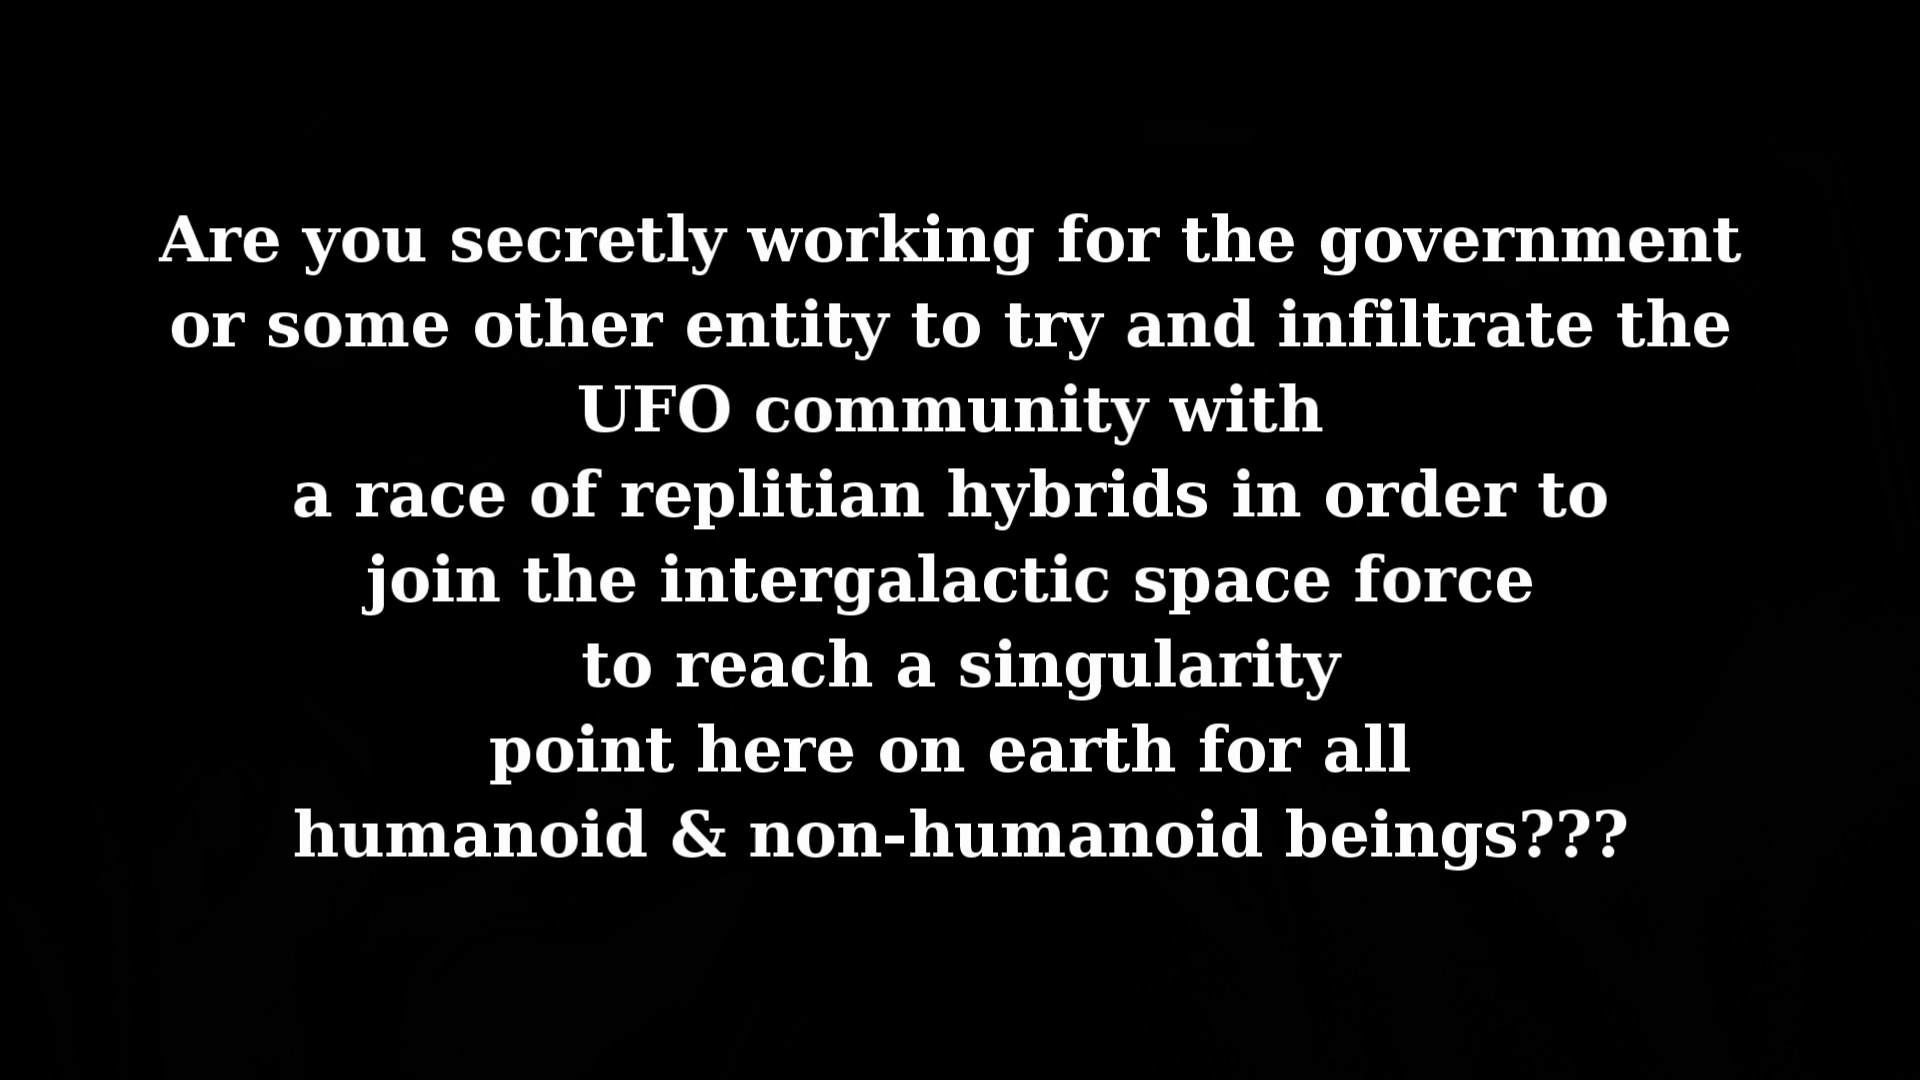 Are you secretly working for the government
or some other entity to try and infiltrate the
UFO community with
a race of replitian hybrids in order to
join the intergalactic space force
to reach a singularity
point here on earth for all
humanoid & non-humanoid beings???